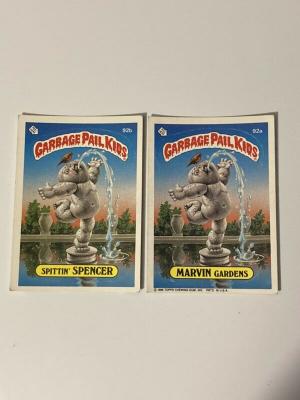 92b
GARBAGE PAIL KIDS
SPITTIN' SPENCER
92a
GARBAGE PAIL KIDS
MARVIN GARDENS